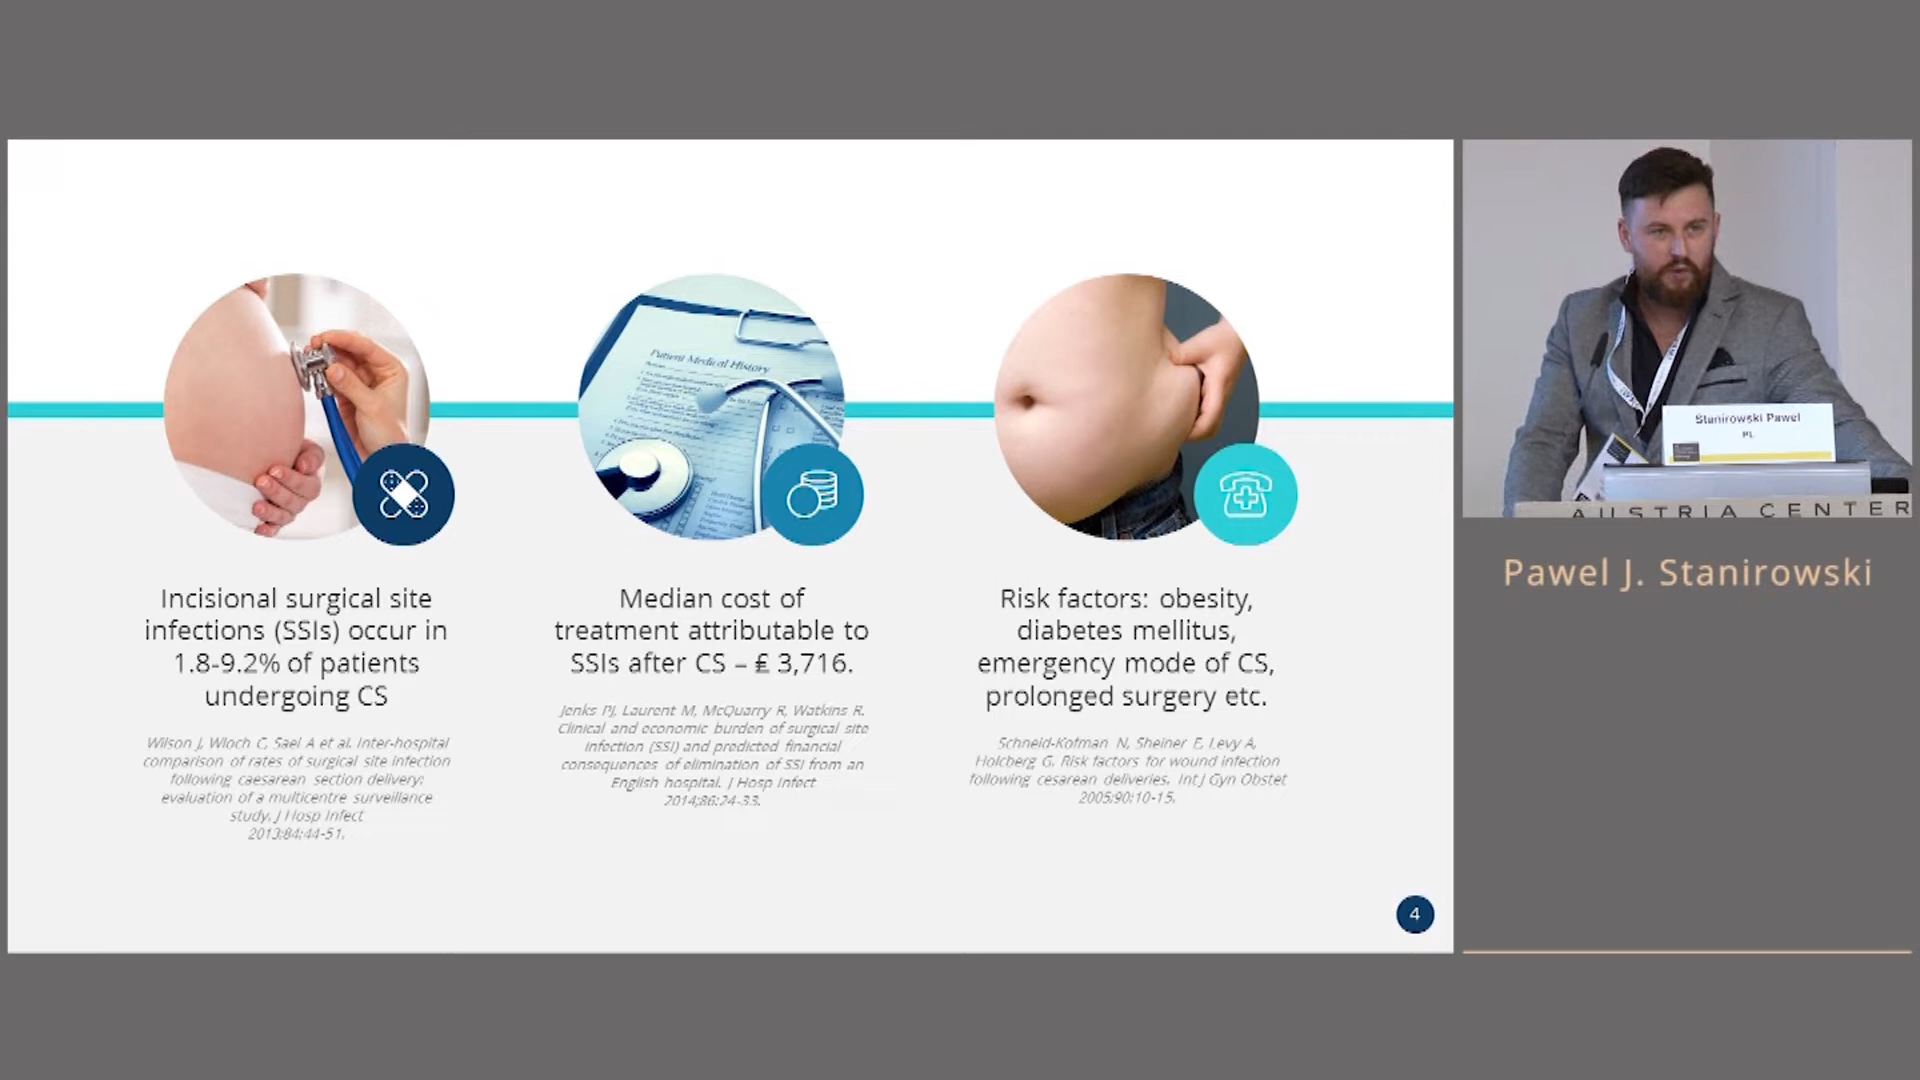 Patient Medical History
Incisional surgical site
infections (SSIs) occur in
1.8-9.2% of patients
undergoing CS
Wilson J, Wloch C, Sael A et al. Inter-hospital
comparison of rates of surgical site infection
following caesarean section delivery:
evaluation of a multicentre surveillance
study. J Hosp Infect
2013;84:44-51.
Median cost of
treatment attributable to
SSIs after CS – ₤ 3,716.
Jenks PJ, Laurent M, McQuarry R, Watkins R.
Clinical and economic burden of surgical site
infection (SSI) and predicted financial
consequences of elimination of SSI from an
English hospital. J Hosp Infect
2014;86:24-33.
Risk factors: obesity,
diabetes mellitus,
emergency mode of CS,
prolonged surgery etc.
Schneid-Kofman N, Sheiner E, Levy A,
Holcberg G. Risk factors for wound infection
following cesarean deliveries. Int J Gyn Obstet
2005;90:10-15.
4
Stanirowski Pawel
PL
AUSTRIA CENTER
Pawel J. Stanirowski